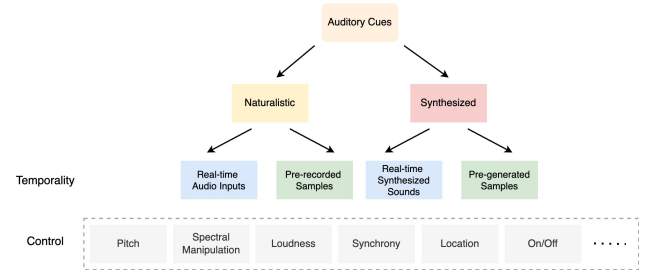 Auditory Cues
Naturalistic
Synthesized
Temporality
Real-time
Audio Inputs
Pre-recorded
Samples
Real-time
Synthesized
Sounds
Pre-generated
Samples
Control
Pitch
Spectral
Manipulation
Loudness
Synchrony
Location
On/Off
.....